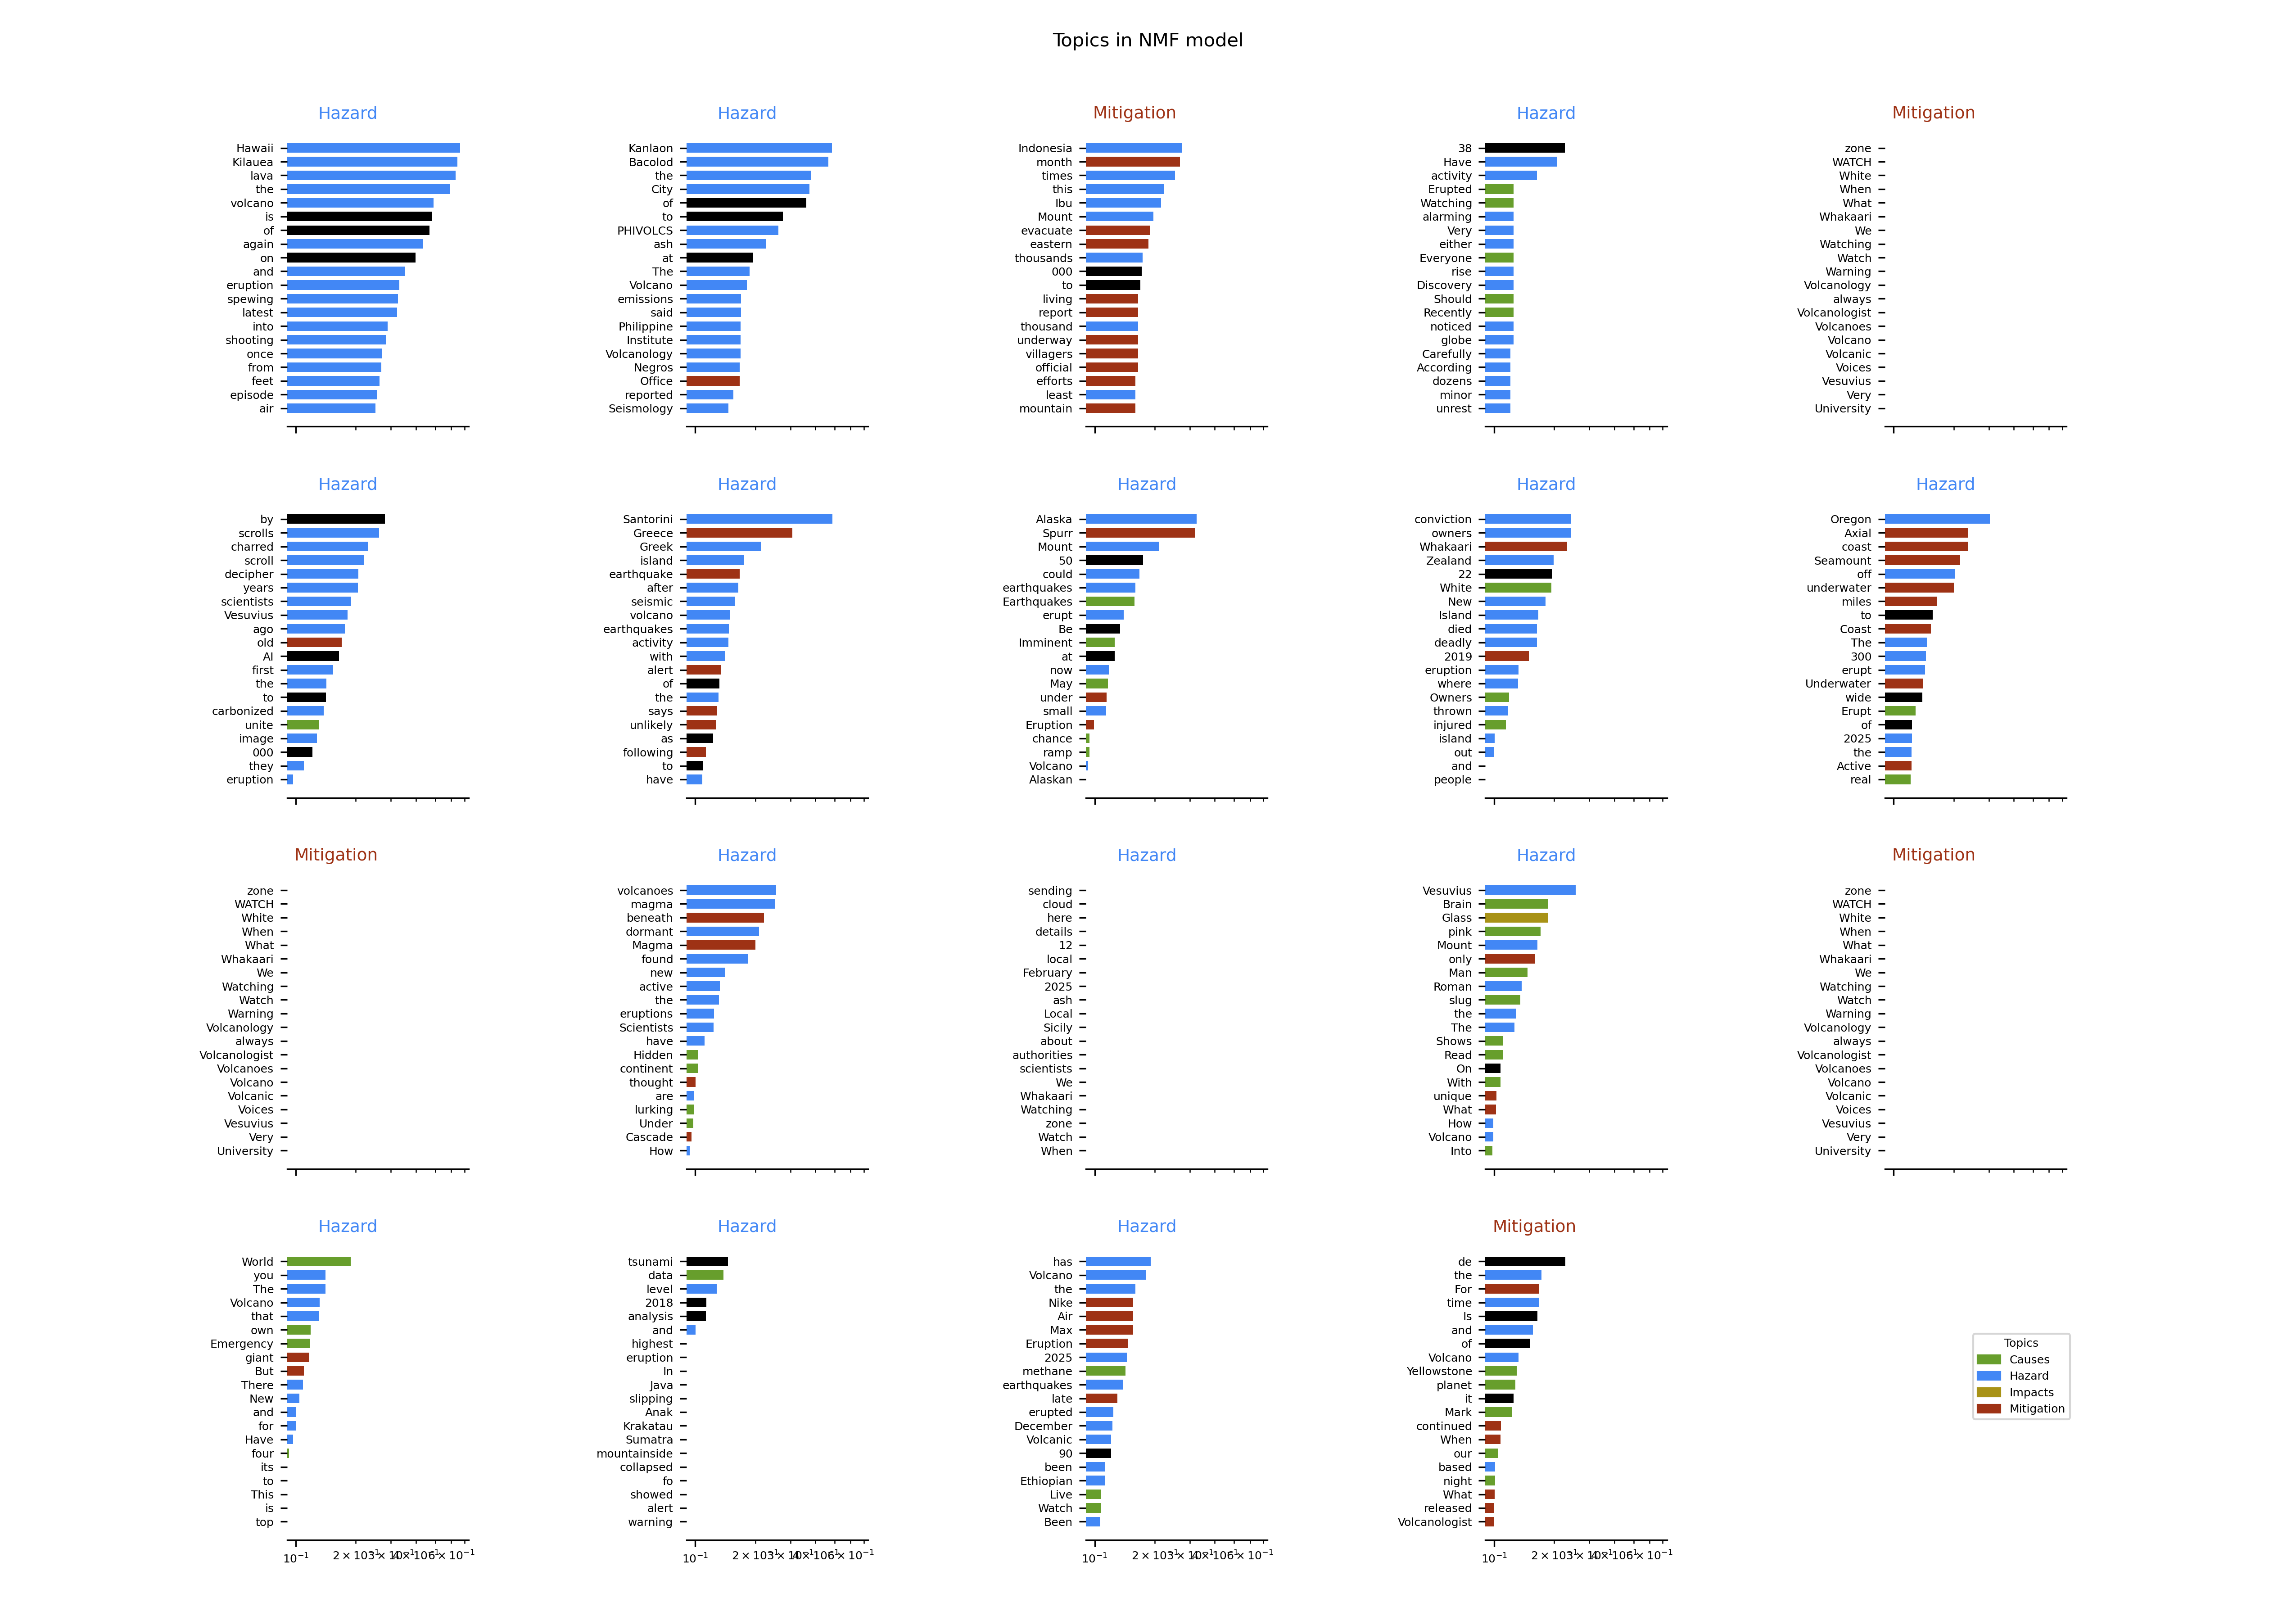 Topics in NMF model
Hazard
Hawaii
Kilauea
lava
the
volcano
is
of
again
on
and
eruption
spewing
latest
into
shooting
once
from
feet
episode
air
Hazard
Kanlaon
Bacolod
the
City
of
to
PHIVOLCS
ash
at
The
Volcano
emissions
said
Philippine
Institute
Volcanology
Negros
Office
reported
Seismology
Mitigation
Indonesia
month
times
this
Ibu
Mount
evacuate
eastern
thousands
000
to
living
report
thousand
underway
villagers
official
efforts
least
mountain
Hazard
38
Have
activity
Erupted
Watching
alarming
Very
either
Everyone
rise
Discovery
Should
Recently
noticed
globe
Carefully
According
dozens
minor
unrest
Mitigation
zone
WATCH
White
When
What
Whakaari
We
Watching
Watch
Warning
Volcanology
always
Volcanologist
Volcanoes
Volcano
Volcanic
Voices
Vesuvius
Very
University
Hazard
by
scrolls
charred
scroll
decipher
years
scientists
Vesuvius
ago
old
AI
first
the
to
carbonized
unite
image
000
they
eruption
Hazard
Santorini
Greece
Greek
island
earthquake
after
seismic
volcano
earthquakes
activity
with
alert
of
the
says
unlikely
as
following
to
have
Hazard
Alaska
Spurr
Mount
50
could
earthquakes
Earthquakes
erupt
Be
Imminent
at
now
May
under
small
Eruption
chance
ramp
Volcano
Alaskan
Hazard
conviction
owners
Whakaari
Zealand
22
White
New
Island
died
deadly
2019
eruption
where
Owners
thrown
injured
island
out
and
people
Hazard
Oregon
Axial
coast
Seamount
off
underwater
miles
to
Coast
The
300
erupt
Underwater
wide
Erupt
of
2025
the
Active
real
Mitigation
zone
WATCH
White
When
What
Whakaari
We
Watching
Watch
Warning
Volcanology
always
Volcanologist
Volcanoes
Volcano
Volcanic
Voices
Vesuvius
Very
University
Hazard
volcanoes
magma
beneath
dormant
Magma
found
new
active
the
eruptions
Scientists
have
Hidden
continent
thought
are
lurking
Under
Cascade
How
Hazard
sending
cloud
here
details
12
local
February
2025
ash
Local
Sicily
about
authorities
scientists
We
Whakaari
Watching
zone
Watch
When
Hazard
Vesuvius
Brain
Glass
pink
Mount
only
Man
Roman
slug
the
The
Shows
Read
On
With
unique
What
How
Volcano
Into
Mitigation
zone
WATCH
White
When
What
Whakaari
We
Watching
Watch
Warning
Volcanology
always
Volcanologist
Volcanoes
Volcano
Volcanic
Voices
Vesuvius
Very
University
Hazard
World
you
The
Volcano
that
own
Emergency
giant
But
There
New
and
for
Have
four
its
to
This
is
top
10⁻¹
Hazard
tsunami
data
level
2018
analysis
and
highest
eruption
In
Java
slipping
Anak
Krakatau
Sumatra
mountainside
collapsed
fo
showed
alert
warning
10⁻¹
Hazard
has
Volcano
the
Nike
Air
Max
Eruption
2025
methane
earthquakes
late
erupted
December
Volcanic
90
been
Ethiopian
Live
Watch
Been
10⁻¹
Mitigation
de
the
For
time
Is
and
of
Volcano
Yellowstone
planet
it
Mark
continued
When
our
based
night
What
released
Volcanologist
10⁻¹
Topics
Causes
Hazard
Impacts
Mitigation